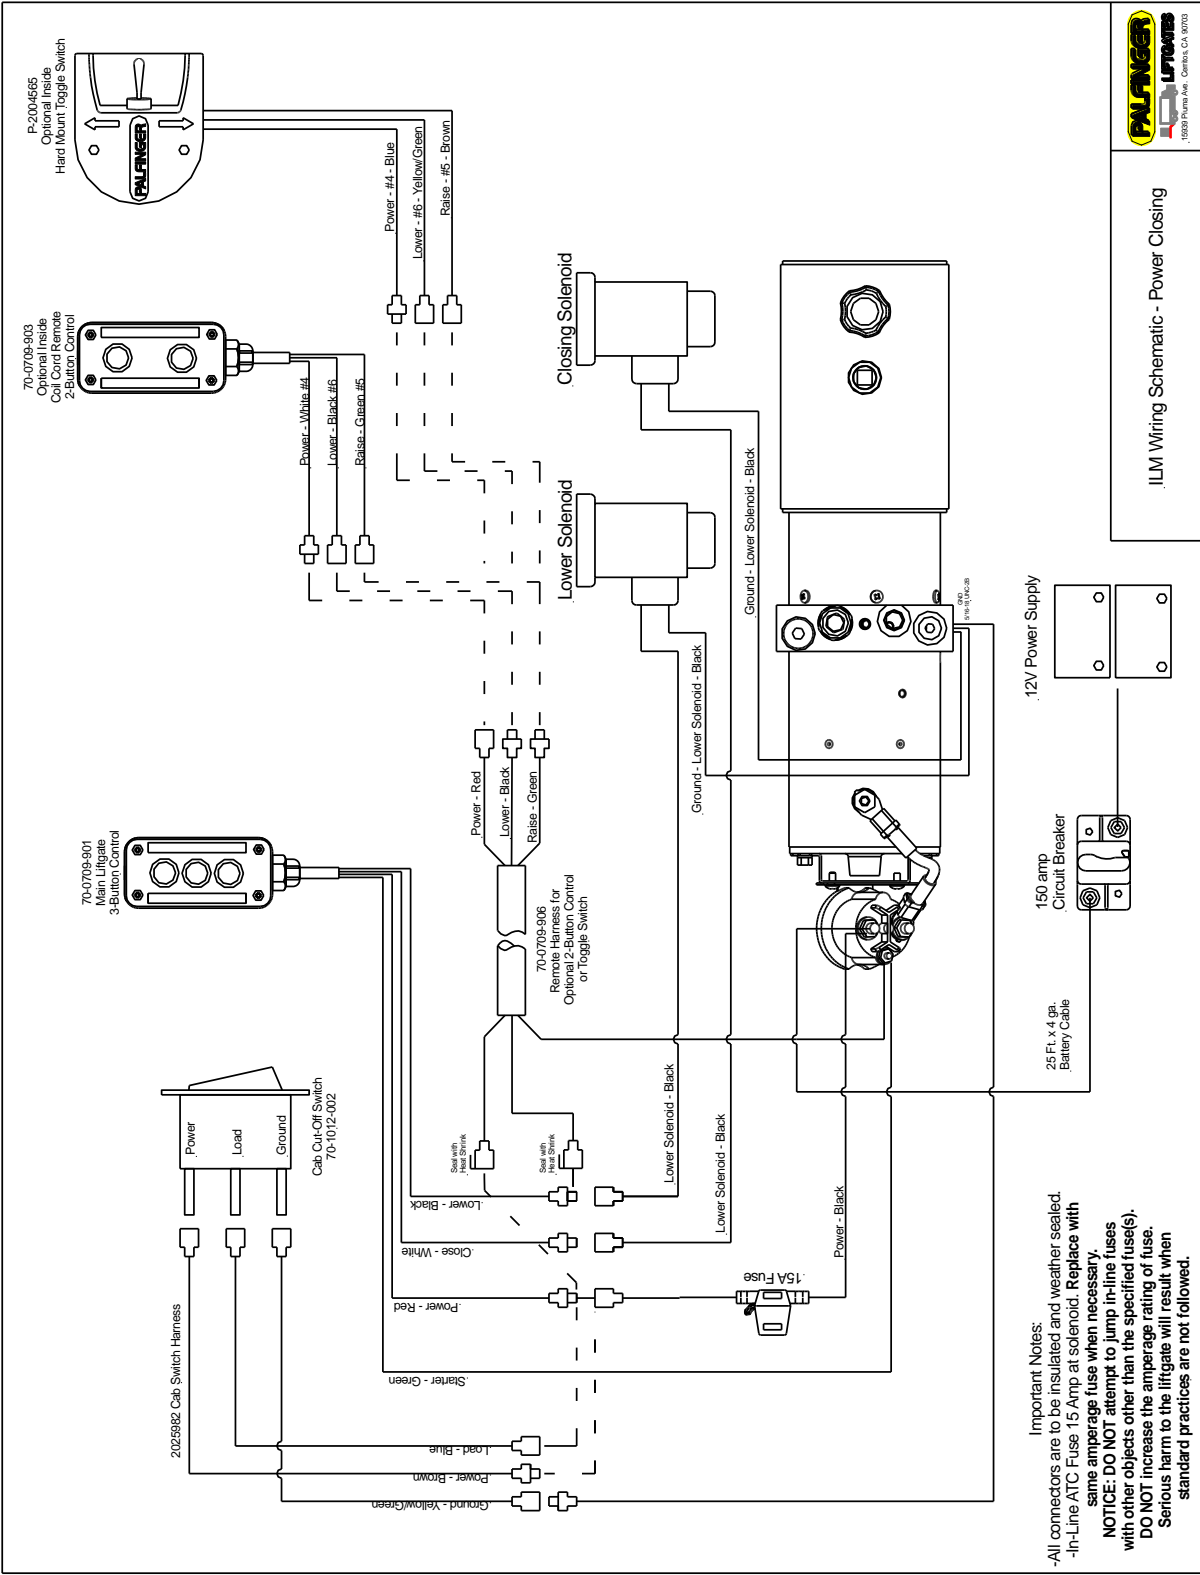 P-2004565
Optional Inside
Hard Mount Toggle Switch
PALFINGER
Power - #4 - Blue
Lower - #6 - Yellow/Green
Raise - #5 - Brown
70-0709-903
Optional Inside
Coil Cord Remote
2-Button Control
Power - White #4
Lower - Black #6
Raise - Green #5
Closing Solenoid
Lower Solenoid
Ground - Lower Solenoid - Black
Ground - Lower Solenoid - Black
GND
5/16-18 UNC-2B
70-0709-901
Main Liftgate
3-Button Control
Power - Red
Lower - Black
Raise - Green
70-0709-906
Remote Harness for
Optional 2-Button Control
or Toggle Switch
Power
Load
Ground
Cab Cut-Off Switch
70-1012-002
2025982 Cab Switch Harness
Seal with
Heat Shrink
Seal with
Heat Shrink
Lower - Black
Close - White
Power - Red
Starter - Green
Load - Blue
Power - Brown
Ground - Yellow/Green
Lower Solenoid - Black
Lower Solenoid - Black
Power - Black
15A Fuse
12V Power Supply
150 amp
Circuit Breaker
25 Ft. x 4 ga.
Battery Cable
Important Notes:
-All connectors are to be insulated and weather sealed.
-In-Line ATC Fuse 15 Amp at solenoid. Replace with
same amperage fuse when necessary.
NOTICE: DO NOT attempt to jump in-line fuses
with other objects other than the specified fuse(s).
DO NOT increase the amperage rating of fuse.
Serious harm to the liftgate will result when
standard practices are not followed.
ILM Wiring Schematic - Power Closing
PALFINGER
LIFTGATES
15939 Piuma Ave. Cerritos, CA 90703